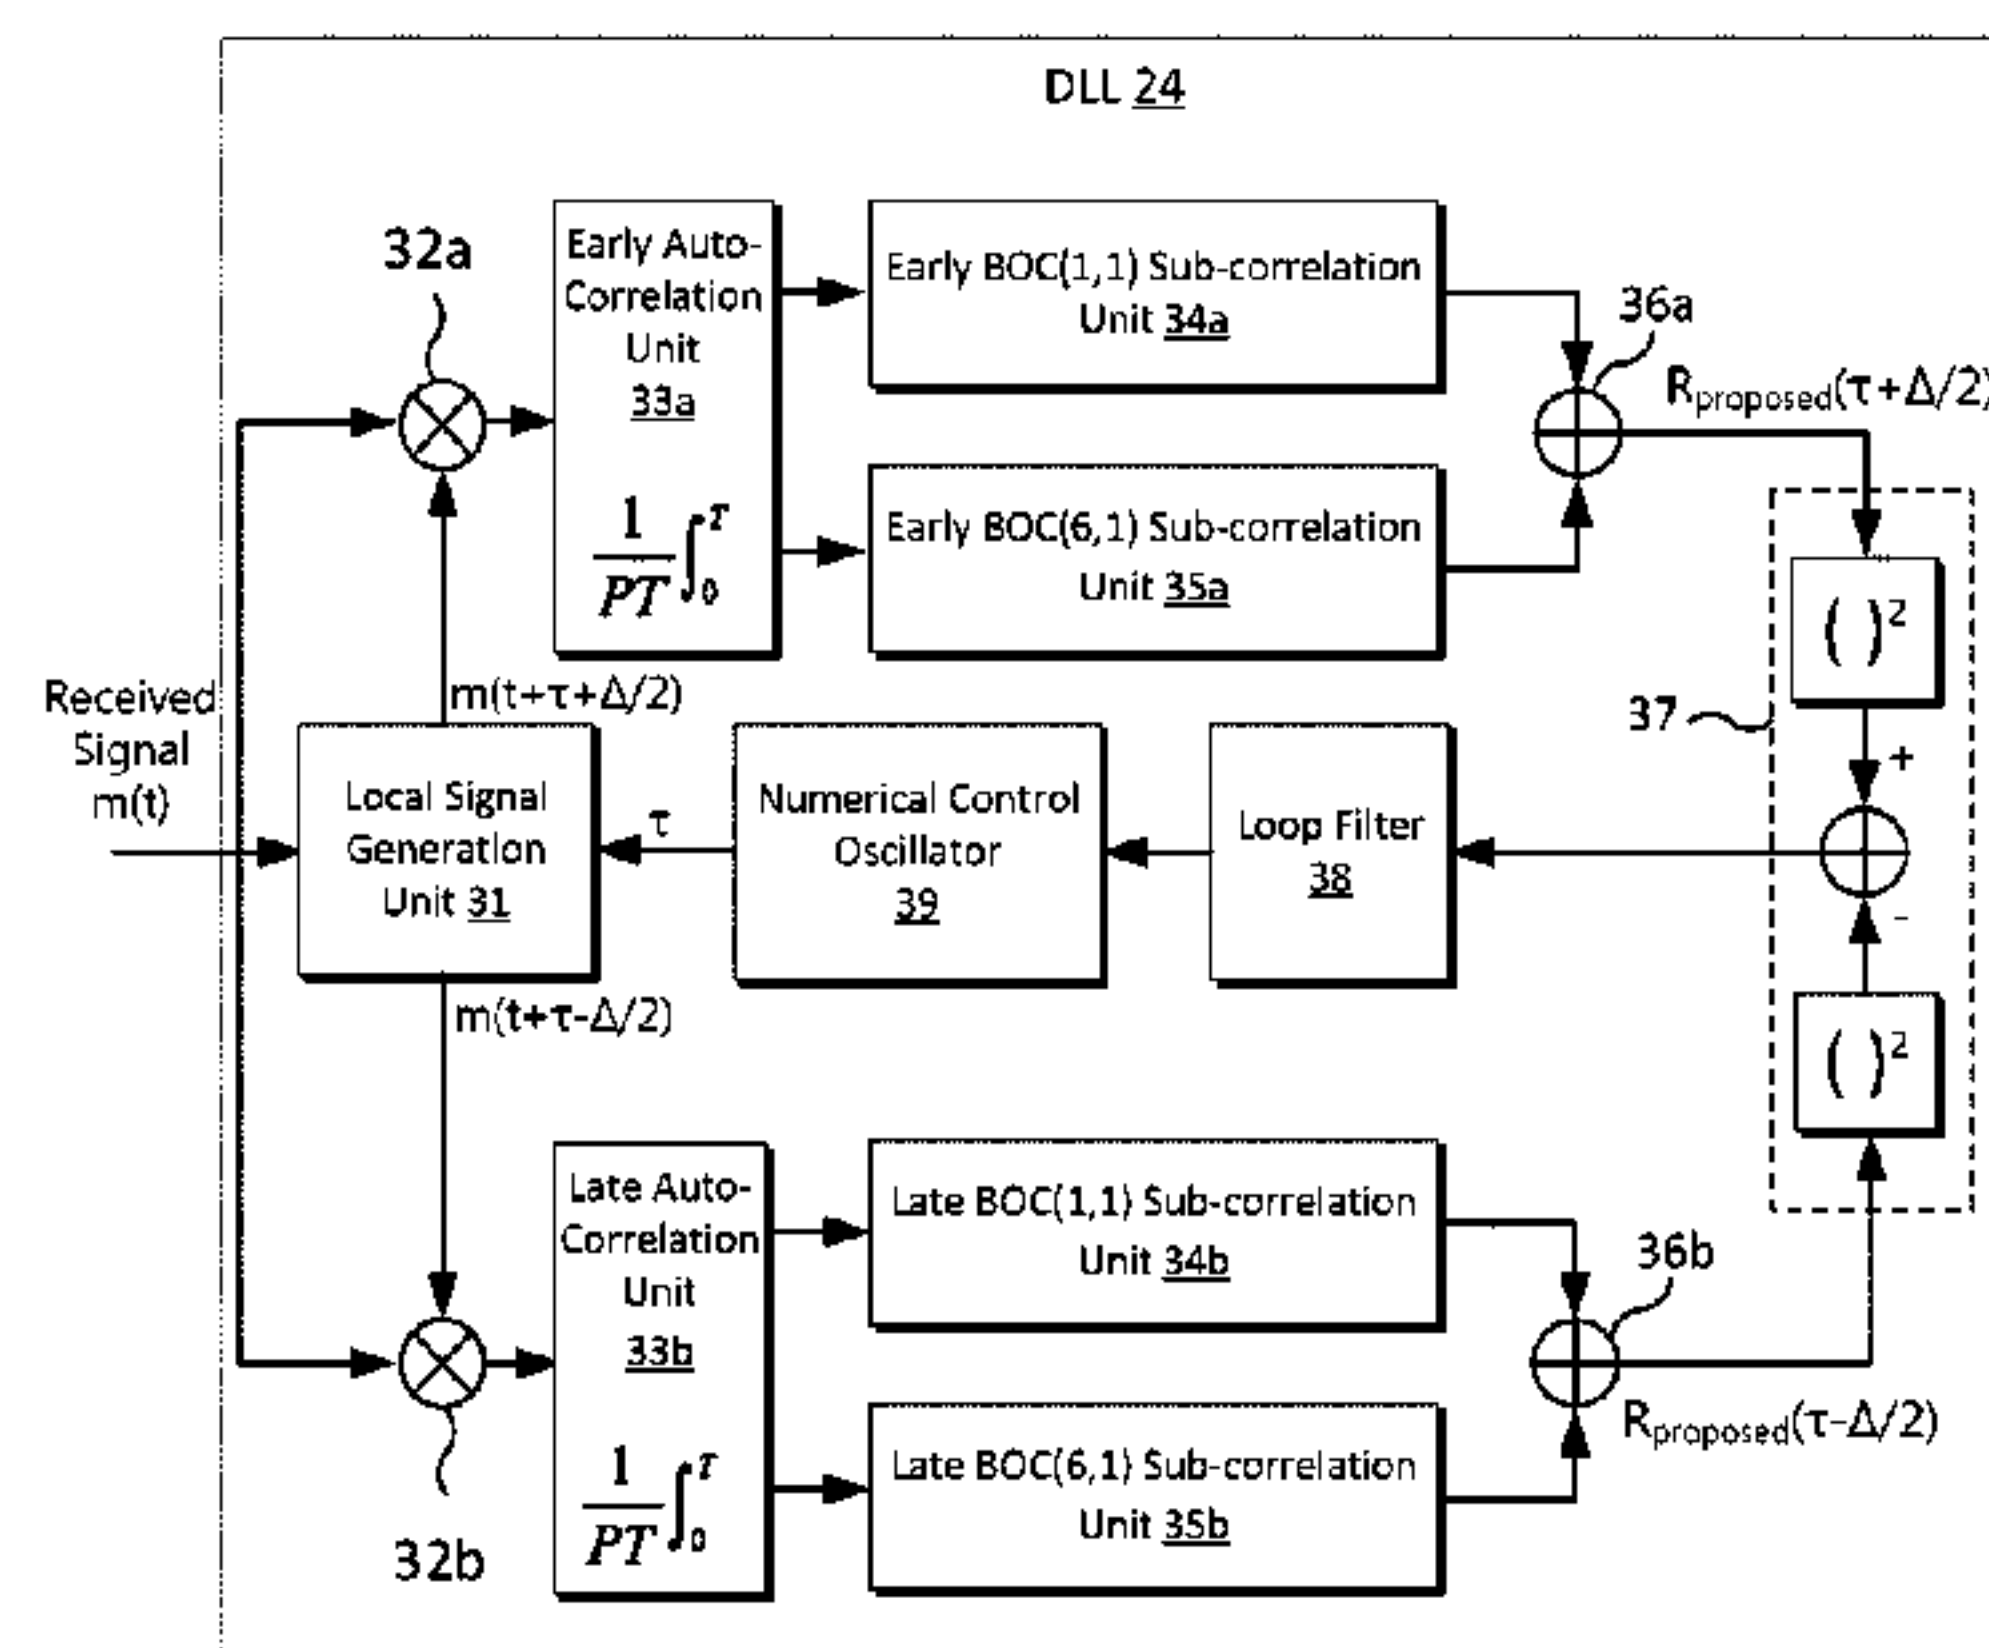 DLL 24
32a
Early Auto-
Correlation
Unit
33a
1
PT
∫
T
0
Early BOC(1,1) Sub-correlation
Unit 34a
Early BOC(6,1) Sub-correlation
Unit 35a
36a
Rproposed(τ+Δ/2)
( )2
37
+
-
( )2
Received
Signal
m(t)
m(t+τ+Δ/2)
Local Signal
Generation
Unit 31
τ
Numerical Control
Oscillator
39
Loop Filter
38
m(t+τ-Δ/2)
32b
Late Auto-
Correlation
Unit
33b
1
PT
∫
T
0
Late BOC(1,1) Sub-correlation
Unit 34b
Late BOC(6,1) Sub-correlation
Unit 35b
36b
Rproposed(τ-Δ/2)